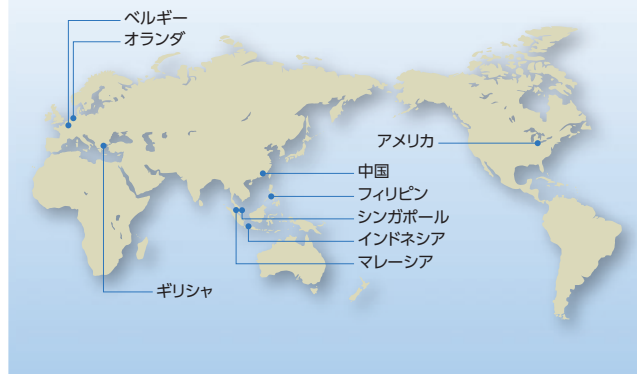 ベルギー
オランダ
アメリカ
中国
フィリピン
シンガポール
インドネシア
マレーシア
ギリシャ